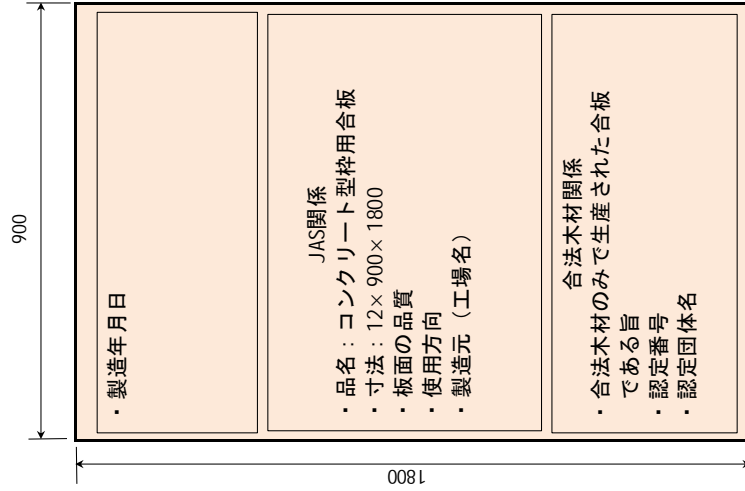 900
1800
・製造年月日
JAS関係
・品名：コンクリート型枠用合板
・寸法：12×900×1800
・板面の品質
・使用方向
・製造元（工場名）
合法木材関係
・合法木材のみで生産された合板
である旨
・認定番号
・認定団体名